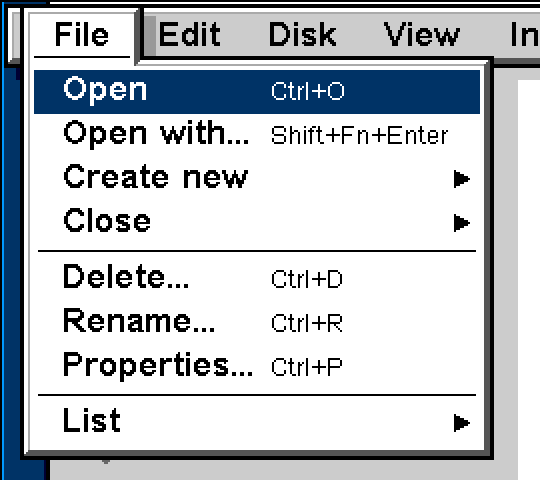 File Edit Disk View In
Open Ctrl+O
Open with... Shift+Fn+Enter
Create new
Close
Delete... Ctrl+D
Rename... Ctrl+R
Properties... Ctrl+P
List